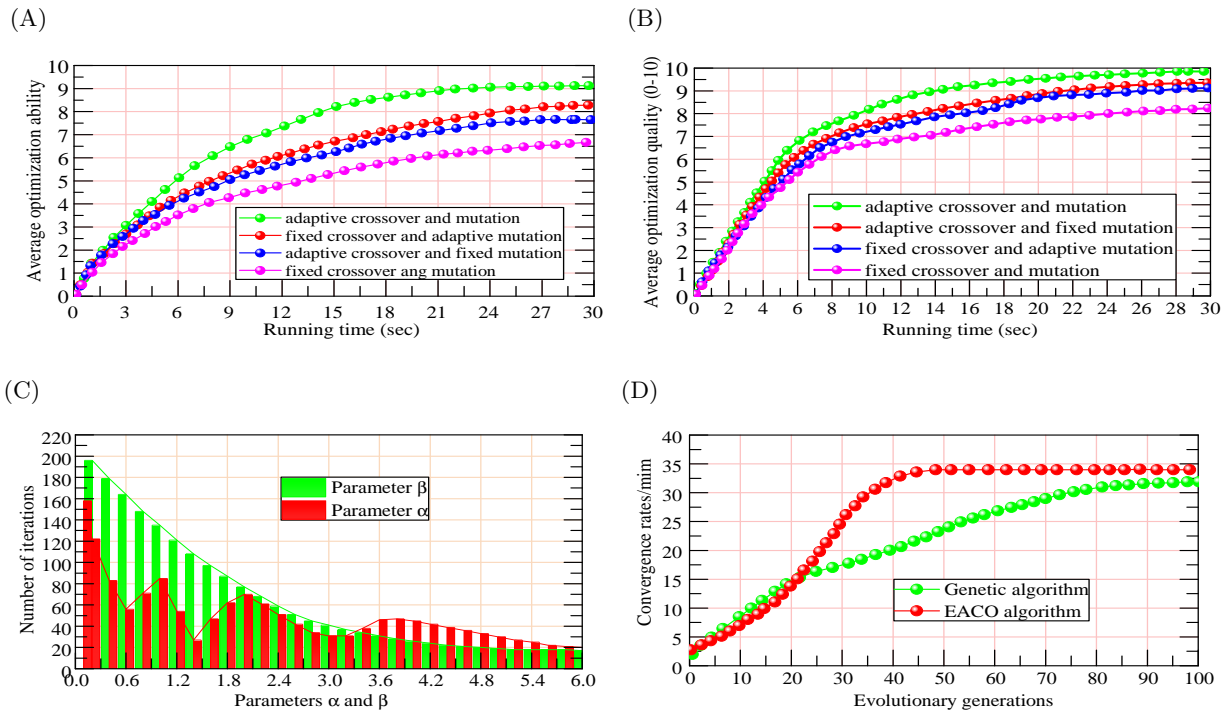 (A)
Average optimization ability
10
9
8
7
6
5
4
3
2
1
0
adaptive crossover and mutation
fixed crossover and adaptive mutation
adaptive crossover and fixed mutation
fixed crossover ang mutation
0 3 6 9 12 15 18 21 24 27 30
Running time (sec)
(B)
Average optimization quality (0-10)
10
9
8
7
6
5
4
3
2
1
0
adaptive crossover and mutation
adaptive crossover and fixed mutation
fixed crossover and adaptive mutation
fixed crossover and mutation
0 2 4 6 8 10 12 14 16 18 20 22 24 26 28 30
Running time (sec)
(C)
Number of iterations
220
200
180
160
140
120
100
80
60
40
20
0
Parameter β
Parameter α
0.0 0.6 1.2 1.8 2.4 3.0 3.6 4.2 4.8 5.4 6.0
Parameters α and β
(D)
Convergence rates/mim
40
35
30
25
20
15
10
5
0
Genetic algorithm
EACO algorithm
0 10 20 30 40 50 60 70 80 90 100
Evolutionary generations